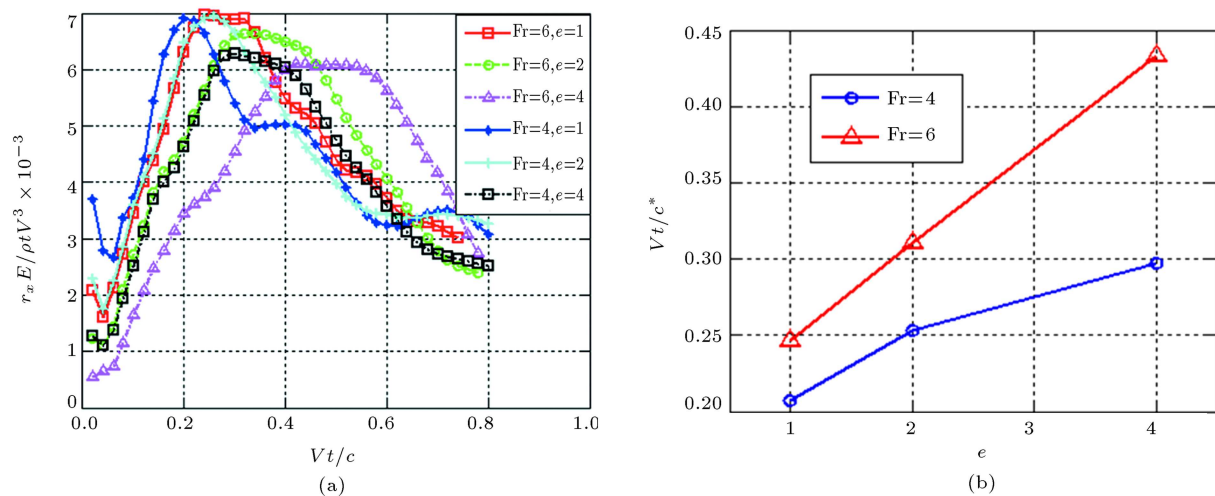 7
6
5
4
3
2
1
0
r_x E/ρtV³ × 10⁻³
Fr=6,e=1
Fr=6,e=2
Fr=6,e=4
Fr=4,e=1
Fr=4,e=2
Fr=4,e=4
0.0 0.2 0.4 0.6 0.8 1.0
Vt/c
(a)
0.45
0.40
0.35
0.30
0.25
0.20
Vt/c*
Fr=4
Fr=6
1 2 3 4
e
(b)